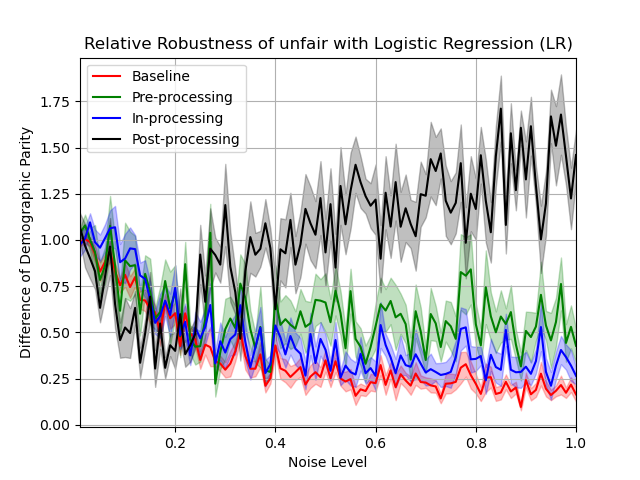 Relative Robustness of unfair with Logistic Regression (LR)
Baseline
Pre-processing
In-processing
Post-processing
Difference of Demographic Parity
1.75
1.50
1.25
1.00
0.75
0.50
0.25
0.00
0.2
0.4
0.6
0.8
1.0
Noise Level